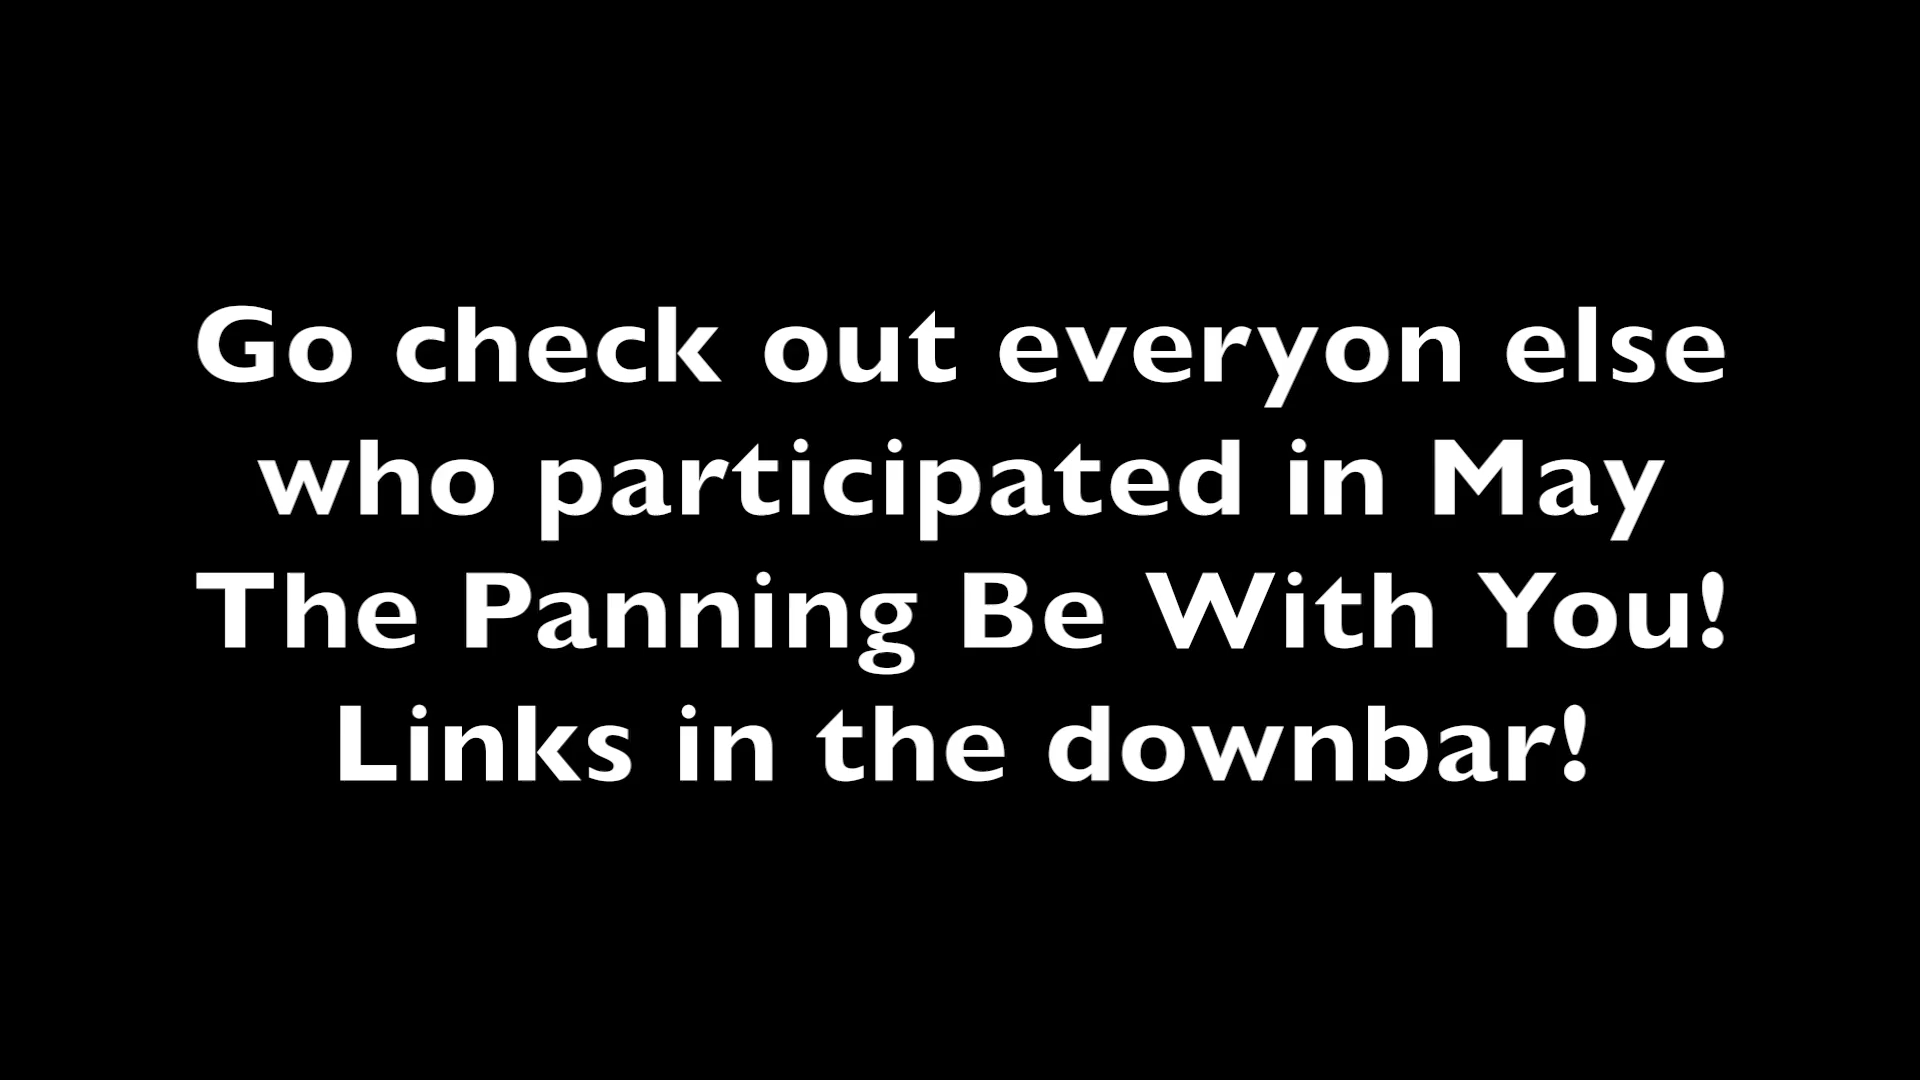 Go check out everyon else
who participated in May
The Panning Be With You!
Links in the downbar!